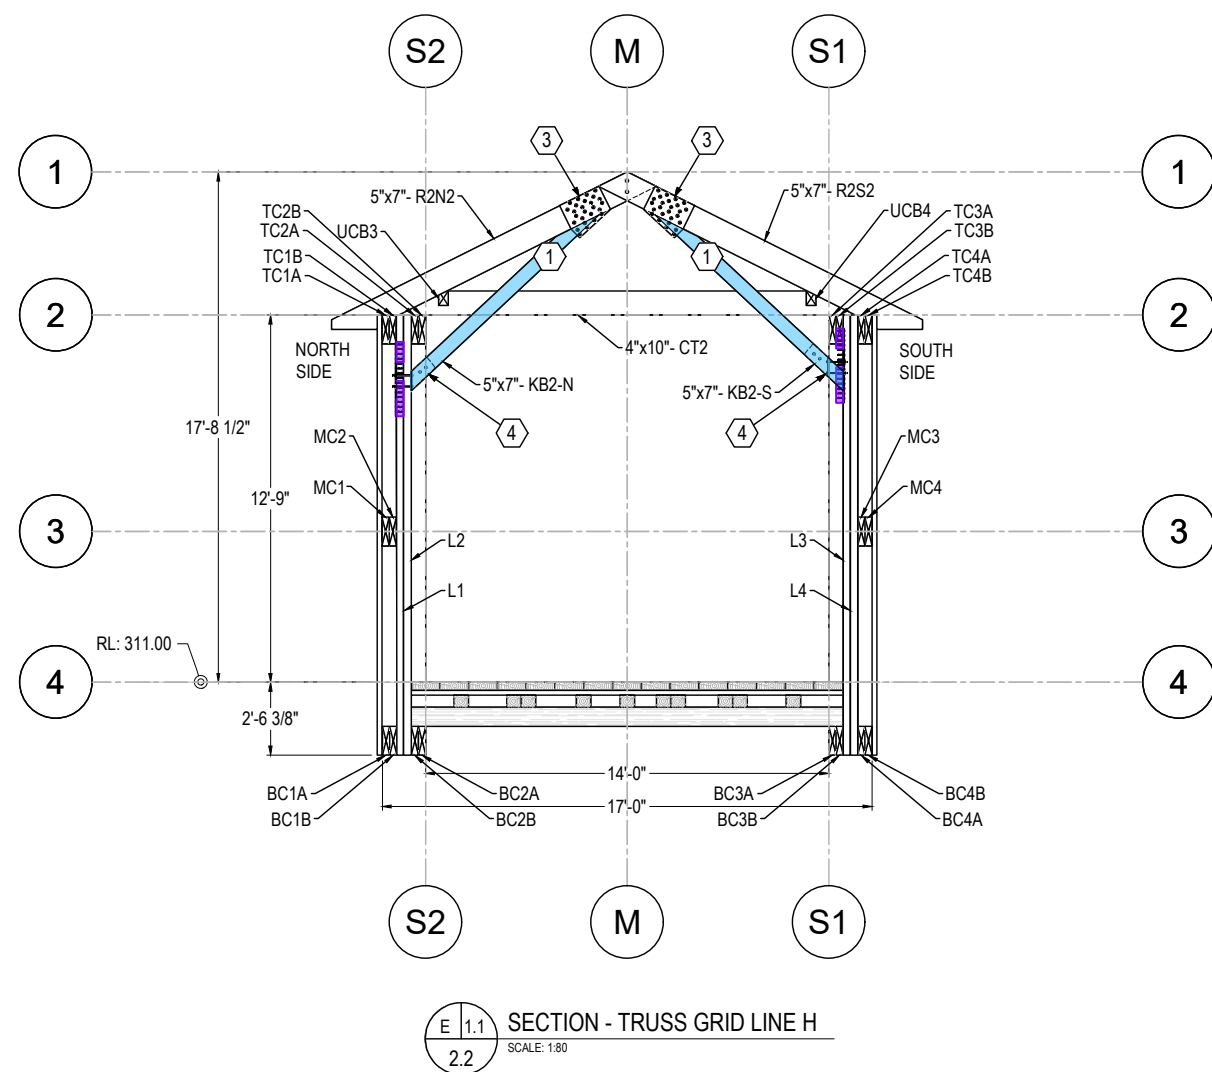 S2
M
S1
3
3
1
1
5"x7"- R2N2
5"x7"- R2S2
TC2B
TC2A
UCB3
UCB4
TC3A
TC3B
TC1B
TC1A
1
1
TC4A
TC4B
2
2
NORTH
SIDE
4"x10"- CT2
SOUTH
SIDE
5"x7"- KB2-N
5"x7"- KB2-S
17'-8 1/2"
4
4
MC2
MC3
MC1
MC4
12'-9"
3
3
L2
L3
L1
L4
RL: 311.00
4
4
2'-6 3/8"
14'-0"
BC1A
BC2A
BC3A
BC4B
17'-0"
BC1B
BC2B
BC3B
BC4A
S2
M
S1
E
1.1
2.2
SECTION - TRUSS GRID LINE H
SCALE: 1:80